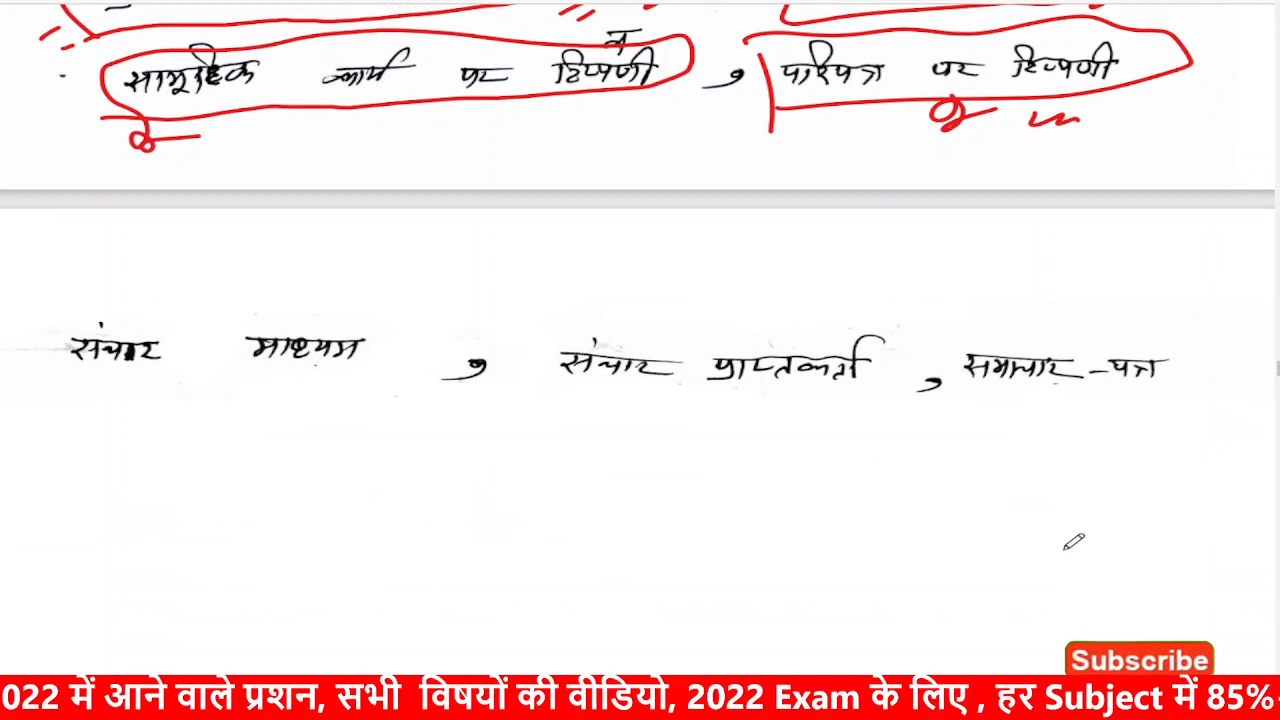 सामूहिक कार्य पर टिप्पणी , परिपत्र पर टिप्पणी
संचार माध्यम , संचार प्राप्तकर्ता , समाचार-पत्र
Subscribe
022 में आने वाले प्रशन, सभी विषयों की वीडियो, 2022 Exam के लिए , हर Subject में 85%